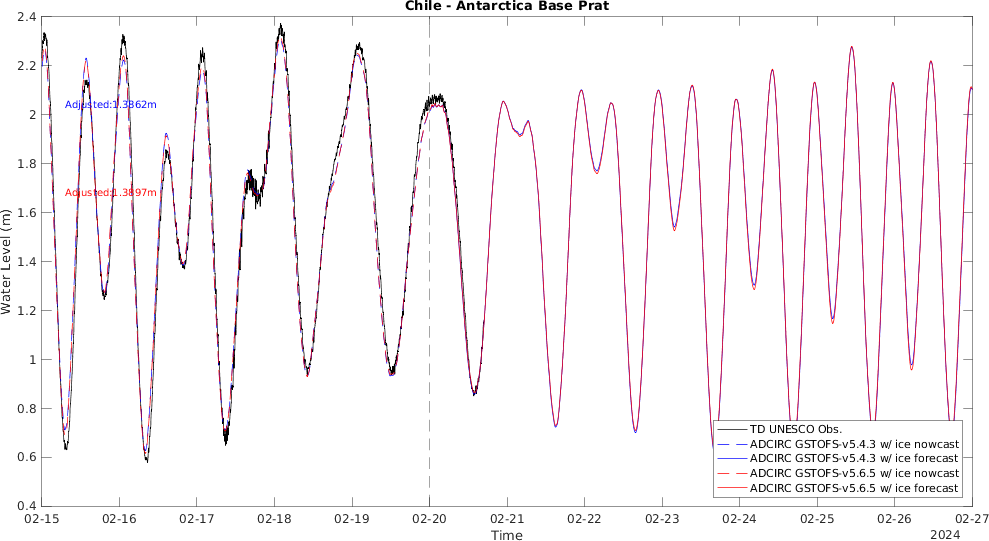 Chile - Antarctica Base Prat
2.4
2.2
2
1.8
1.6
1.4
1.2
1
0.8
0.6
0.4
Water Level (m)
Adjusted:1.3362m
Adjusted:1.3897m
TD UNESCO Obs.
ADCIRC GSTOFS-v5.4.3 w/ ice nowcast
ADCIRC GSTOFS-v5.4.3 w/ ice forecast
ADCIRC GSTOFS-v5.6.5 w/ ice nowcast
ADCIRC GSTOFS-v5.6.5 w/ ice forecast
02-15 02-16 02-17 02-18 02-19 02-20 02-21 02-22 02-23 02-24 02-25 02-26 02-27
Time
2024